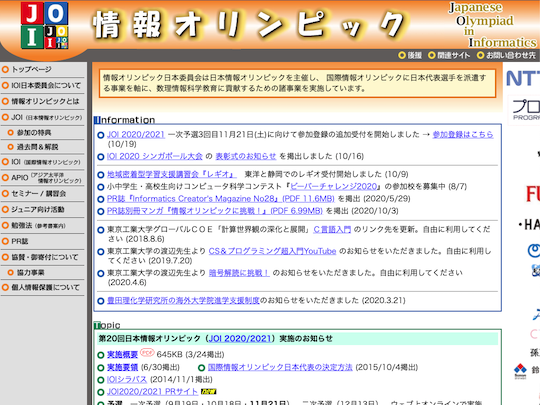 JOI
JOI
情報オリンピック
Japanese
Olympiad
in
Informatics
後援 関連サイト お問い合わせ先
トップページ
IOI日本委員会について
情報オリンピックとは
JOI (日本情報オリンピック)
参加の特典
過去問&解説
IOI (国際情報オリンピック)
APIO (アジア太平洋情報オリンピック)
セミナー / 講習会
ジュニア向け活動
勉強法 (参考書案内)
PR誌
協賛・御寄付について
協力事業
個人情報保護について
情報オリンピック日本委員会は日本情報オリンピックを主催し、 国際情報オリンピックに日本代表選手を派遣する事業を軸に、数理情報科学教育に貢献するための諸事業を実施しています。
Information
JOI 2020/2021 一次予選3回目11月21日(土)に向けて参加登録の追加受付を開始しました → 参加登録はこちら
(10/19)
IOI 2020 シンガポール大会 の 表彰式のお知らせ を掲出しました (10/16)
地域密着型学習支援講習会『レギオ』 東洋と静岡でのレギオ受付開始しました (10/9)
小中学生・高校生向けコンピュータ科学コンテスト『ビーバーチャレンジ2020』の参加校を募集中 (8/7)
PR誌『Informatics Creator's Magazine No28』(PDF 11.6MB) を掲出 (2020/5/29)
PR誌別冊マンガ『情報オリンピックに挑戦!』(PDF 6.99MB) を掲出 (2020/10/3)
東京工業大学グローバルCOE「計算世界観の深化と展開」 C言語入門 のリンク先を更新。自由に利用してください (2018.8.6)
東京工業大学の渡辺先生より CS&プログラミング超入門YouTube のお知らせをいただきました。自由に利用してください (2019.7.20)
東京工業大学の渡辺先生より 暗号解読に挑戦! のお知らせをいただきました。自由に利用してください
(2020.4.6)
豊田理化学研究所の海外大学院進学支援制度のお知らせをいただきました (2020.3.21)
Topic
第20回日本情報オリンピック (JOI 2020/2021) 実施のお知らせ
実施概要 PDF 645KB (3/24掲出)
実施要領 (6/30掲出) 国際情報オリンピック日本代表の決定方法 (2015/10/4掲出)
IOIシラバス (2014/11/1掲出)
JOI2020/2021 PRサイト new
予選 一次予選 (9月19日・10月18日・11月21日) 二次予選 (12月13日) ウェブ上オンラインで実施
NTT
プロ
PROGRAM
FU
・HA
孫
鈴